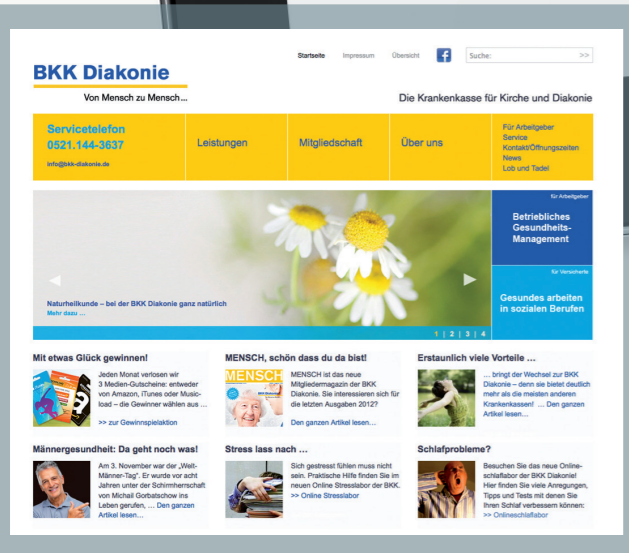 Startseite Impressum Übersicht f Suche: >>
BKK Diakonie
Von Mensch zu Mensch...
Die Krankenkasse für Kirche und Diakonie
Servicetelefon
0521.144-3637
info@bkk-diakonie.de
Leistungen
Mitgliedschaft
Über uns
Für Arbeitgeber
Service
Kontakt/Öffnungszeiten
News
Lob und Tadel
Naturheilkunde – bei der BKK Diakonie ganz natürlich
Mehr dazu ...
1 | 2 | 3 | 4
für Arbeitgeber
Betriebliches
Gesundheits-
Management
für Versicherte
Gesundes arbeiten
in sozialen Berufen
Mit etwas Glück gewinnen!
Jeden Monat verlosen wir
3 Medien-Gutscheine: entweder
von Amazon, iTunes oder Music-
load – die Gewinner wählen aus ...
>> zur Gewinnspielaktion
MENSCH, schön dass du da bist!
MENSCH
MENSCH ist das neue
Mitgliedermagazin der BKK
Diakonie. Sie interessieren sich für
die letzten Ausgaben 2012?
Den ganzen Artikel lesen...
Erstaunlich viele Vorteile ...
... bringt der Wechsel zur BKK
Diakonie – denn sie bietet deutlich
mehr als die meisten anderen
Krankenkassen! ... Den ganzen
Artikel lesen...
Männergesundheit: Da geht noch was!
Am 3. November war der „Welt-
Männer-Tag". Er wurde vor acht
Jahren unter der Schirmherrschaft
von Michail Gorbatschow ins
Leben gerufen, ... Den ganzen
Artikel lesen...
Stress lass nach ...
Sich gestresst fühlen muss nicht
sein. Praktische Hilfe finden Sie im
neuen Online Stresslabor der BKK.
>> Online Stresslabor
Schlafprobleme?
Besuchen Sie das neue Online-
schlaflabor der BKK Diakonie!
Hier finden Sie viele Anregungen,
Tipps und Tests mit denen Sie
Ihren Schlaf verbessern können:
>> Onlineschlaflabor